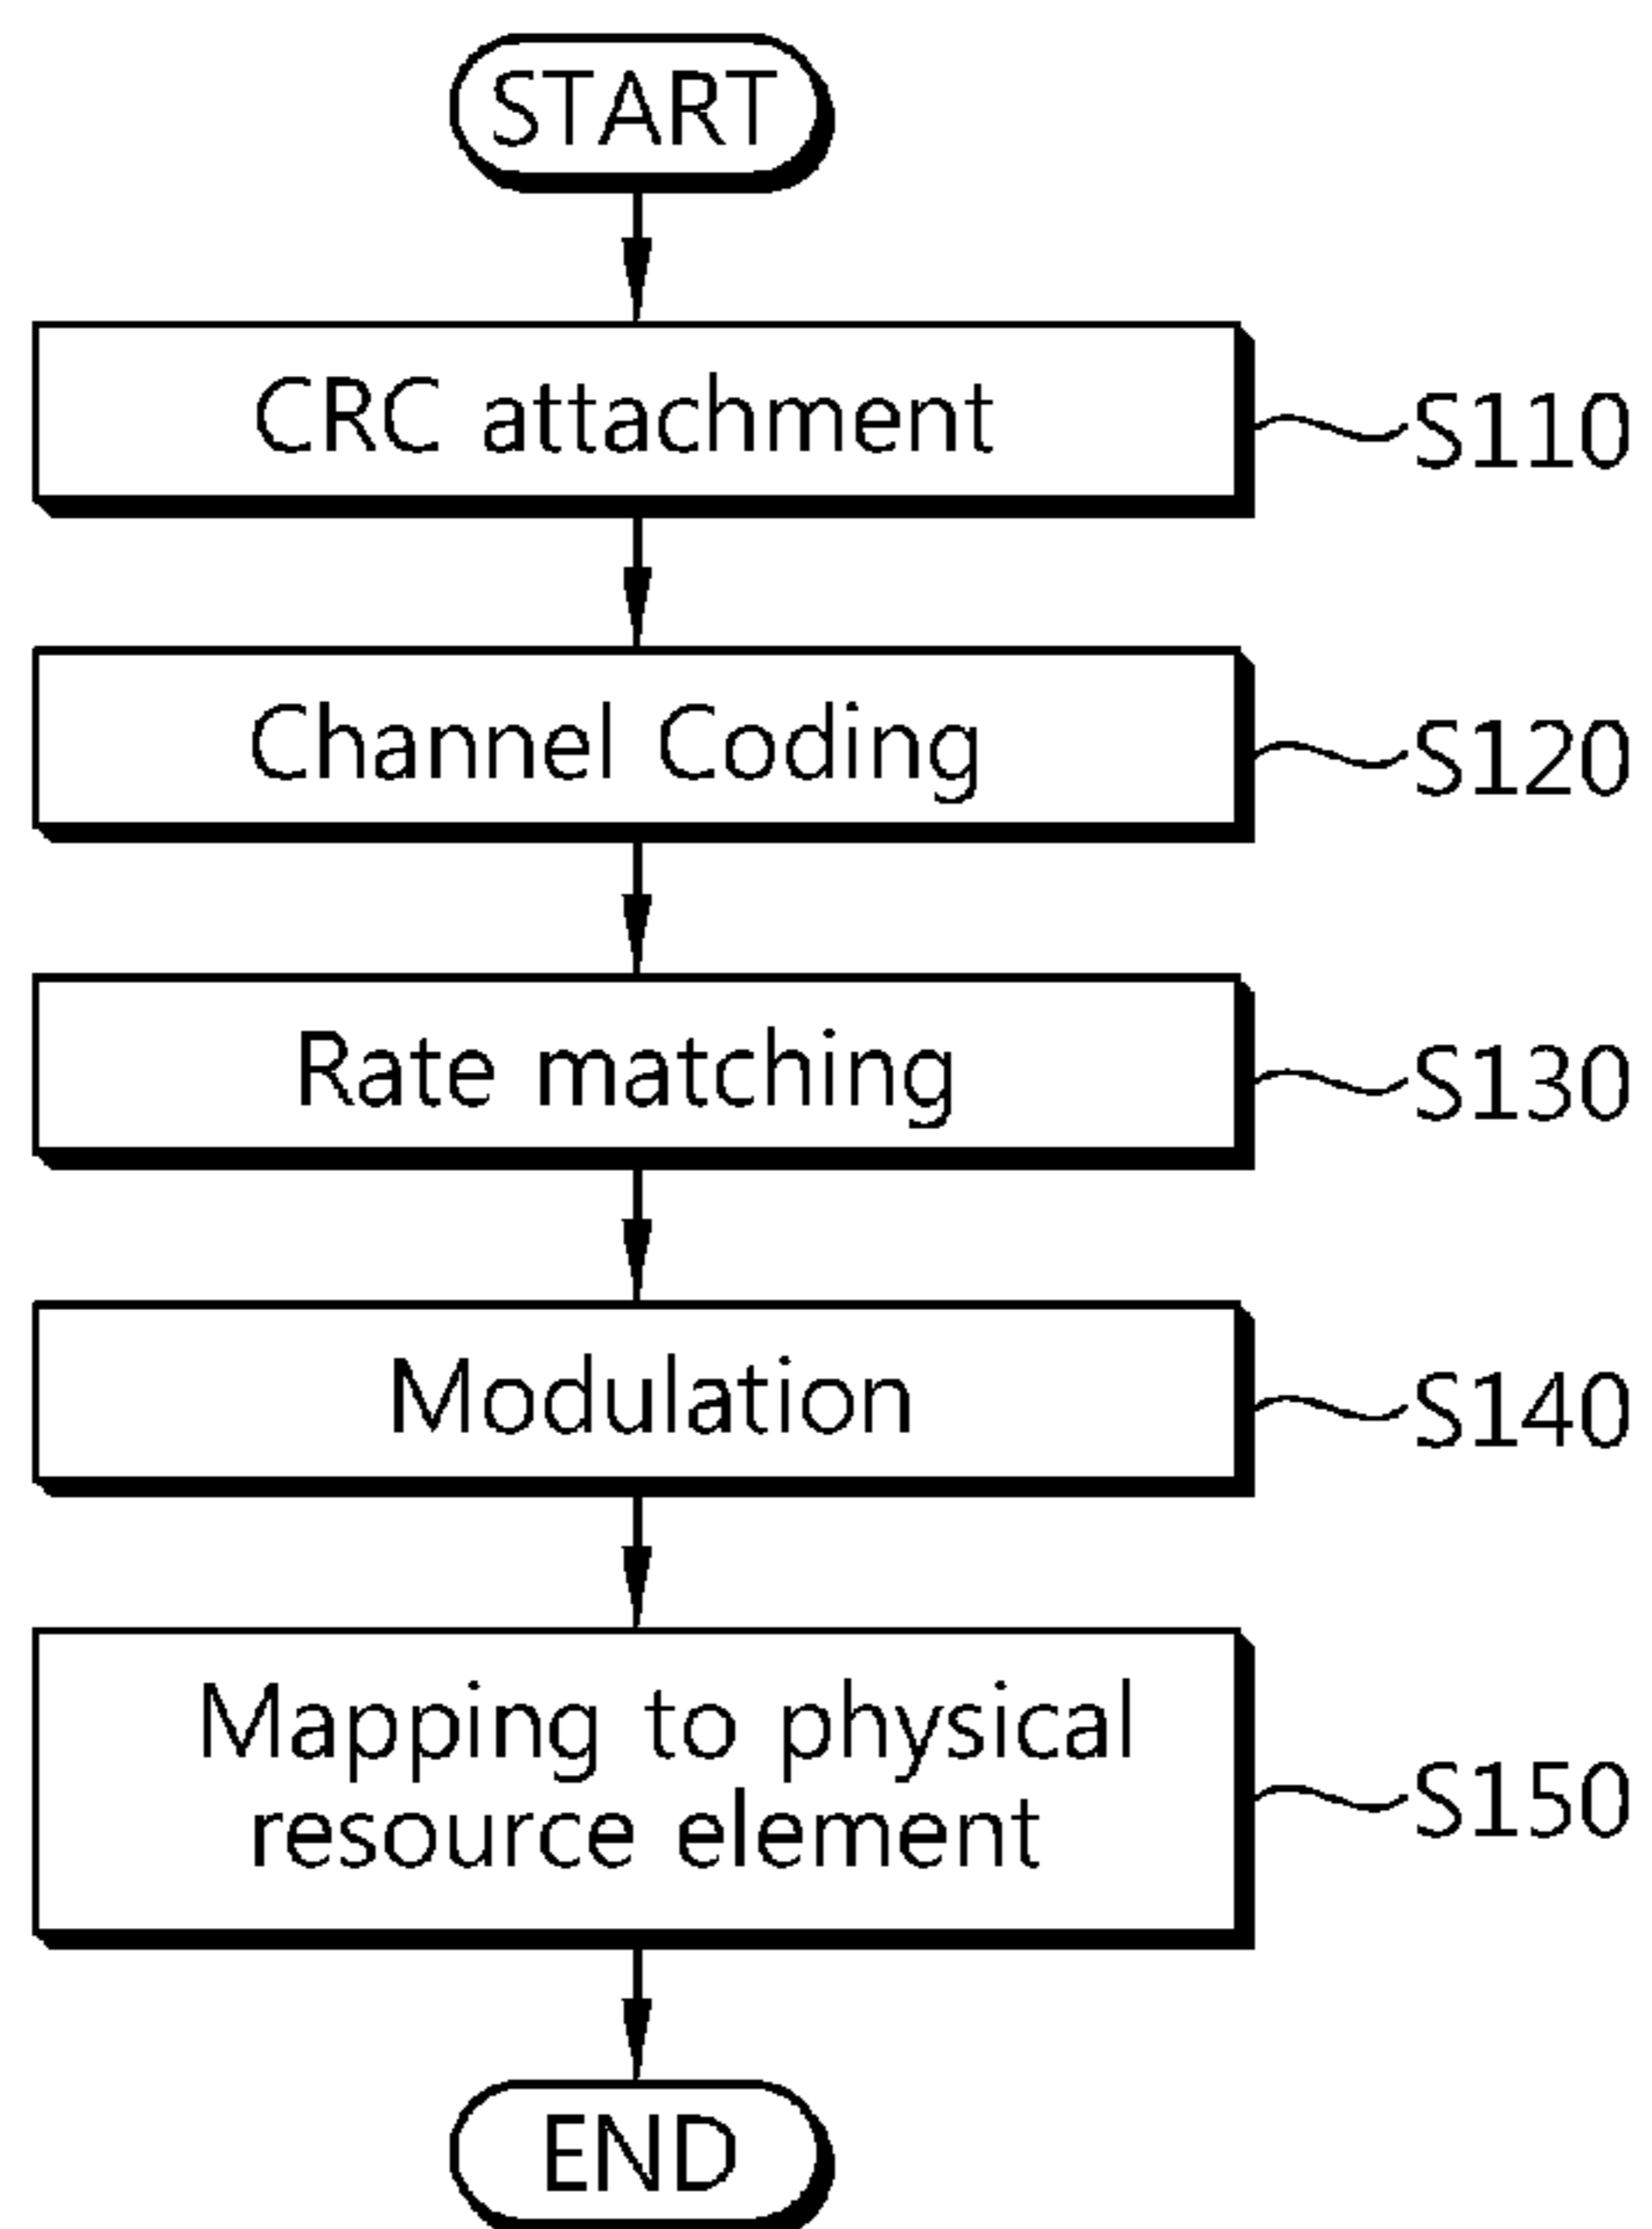 START
CRC attachment
S110
Channel Coding
S120
Rate matching
S130
Modulation
S140
Mapping to physical
resource element
S150
END